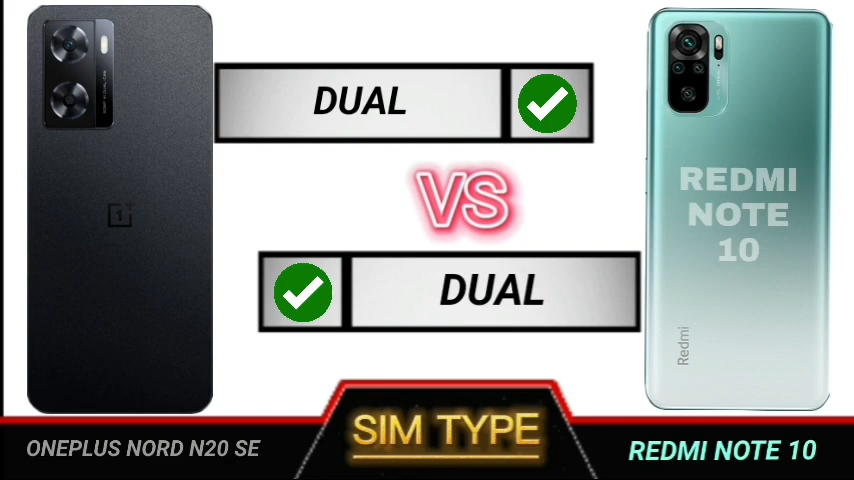 DUAL
VS
DUAL
REDMI
NOTE
10
Redmi
SIM TYPE
ONEPLUS NORD N20 SE
REDMI NOTE 10